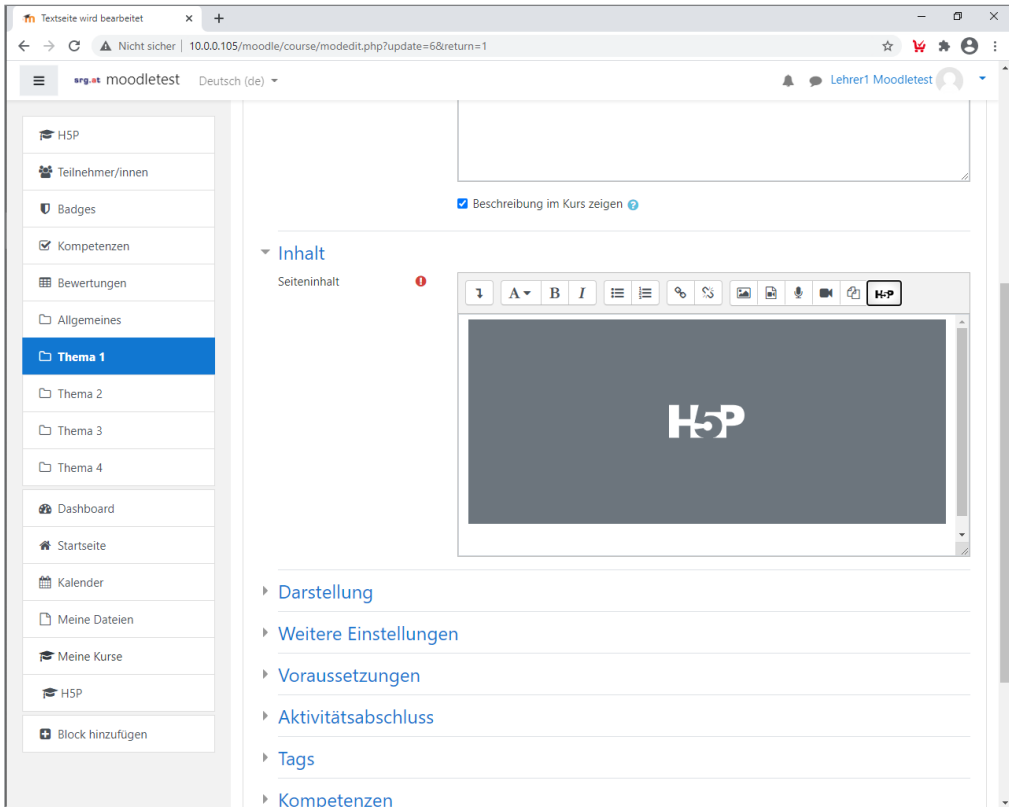 Textseite wird bearbeitet
Nicht sicher | 10.0.0.105/moodle/course/modedit.php?update=6&return=1
srg.at moodletest Deutsch (de) Lehrer1 Moodletest
H5P
Teilnehmer/innen
Badges
Kompetenzen
Bewertungen
Allgemeines
Thema 1
Thema 2
Thema 3
Thema 4
Dashboard
Startseite
Kalender
Meine Dateien
Meine Kurse
H5P
Block hinzufügen
Beschreibung im Kurs zeigen
Inhalt
Seiteninhalt
A B I H5P
H5P
Darstellung
Weitere Einstellungen
Voraussetzungen
Aktivitätsabschluss
Tags
Kompetenzen